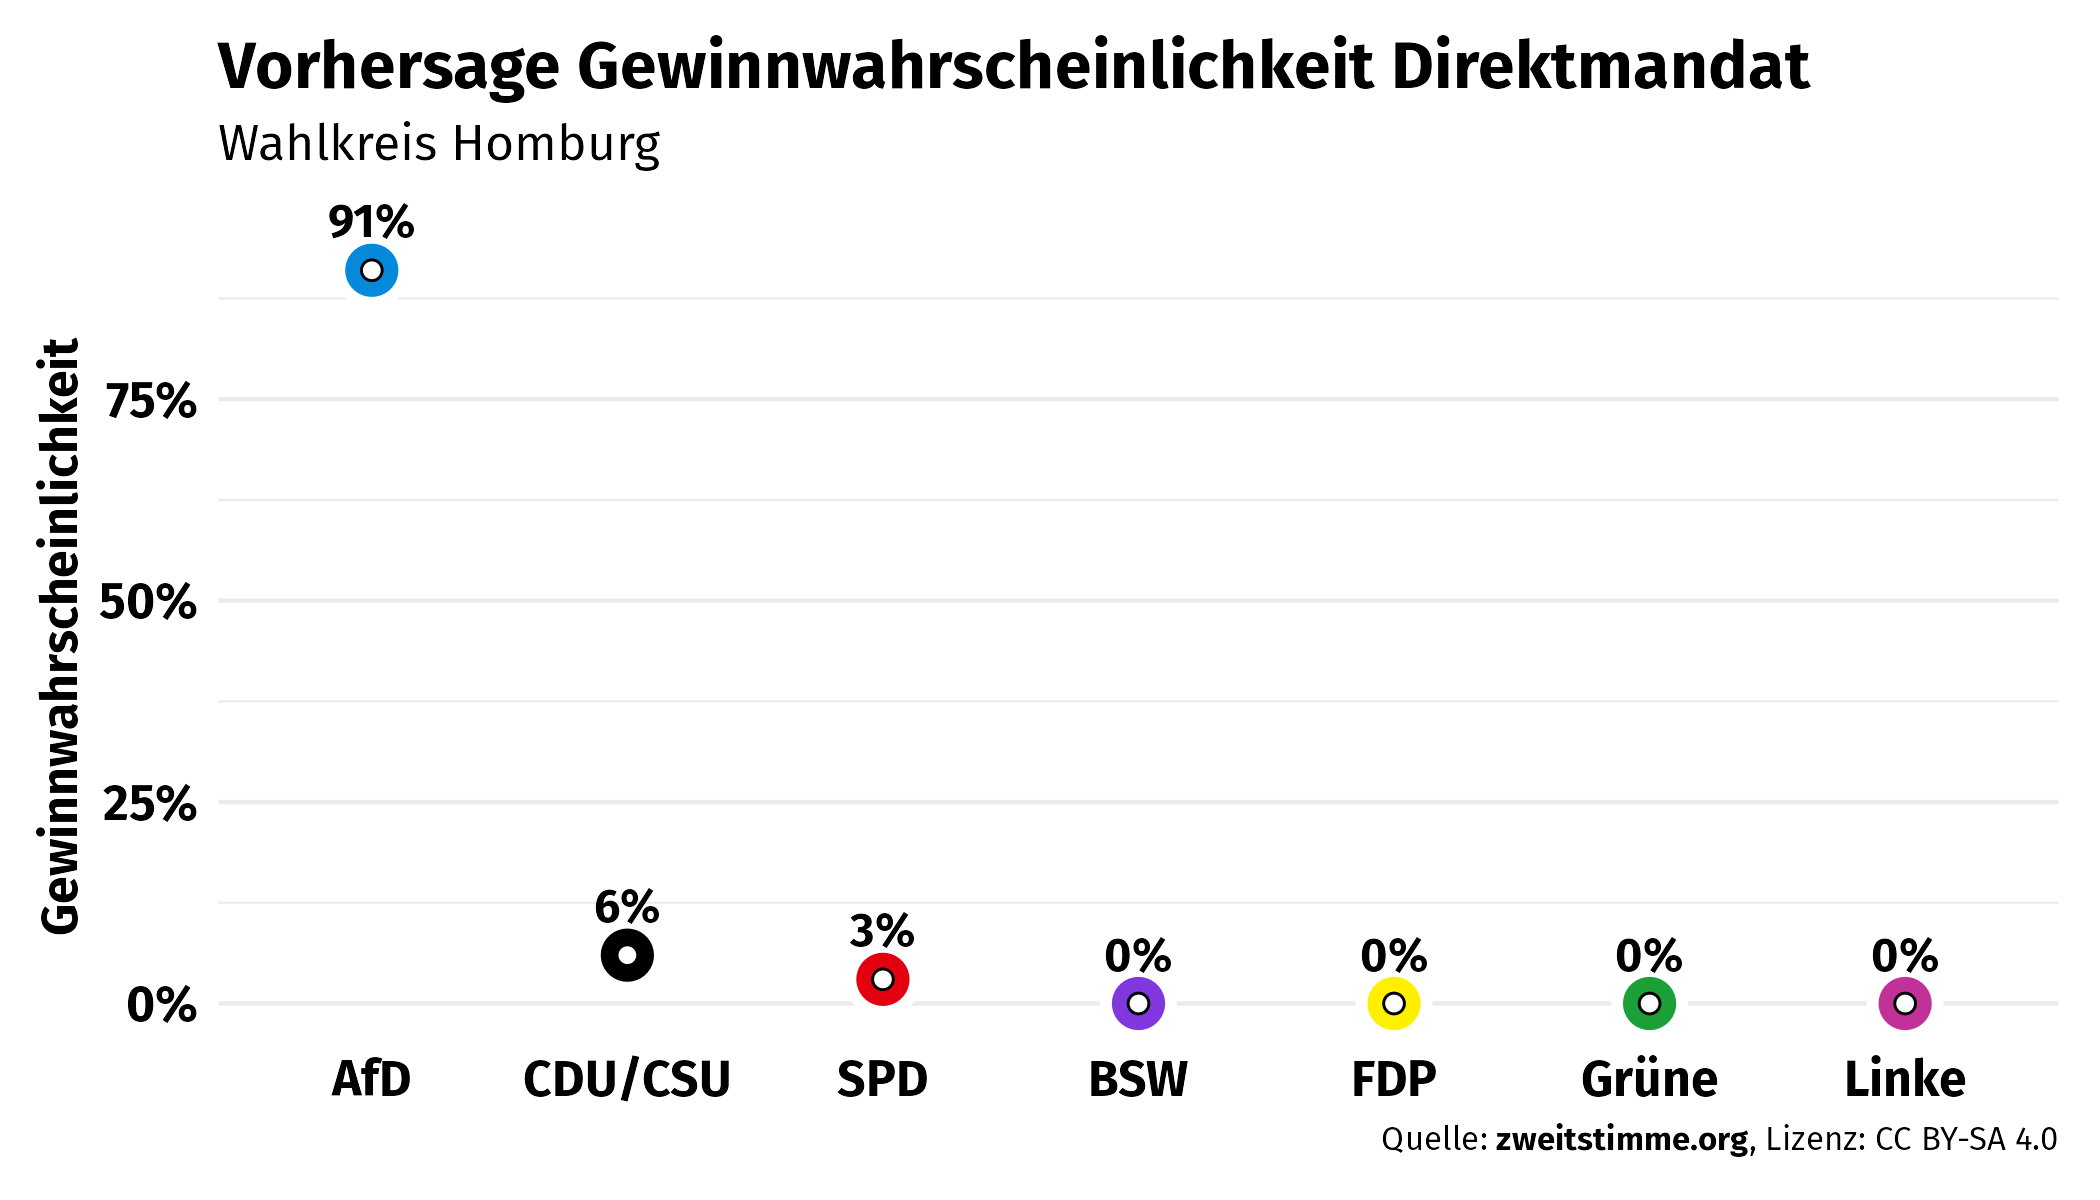 Vorhersage Gewinnwahrscheinlichkeit Direktmandat
Wahlkreis Homburg
Gewinnwahrscheinlichkeit
75%
50%
25%
0%
91%
6%
3%
0%
0%
0%
0%
AfD
CDU/CSU
SPD
BSW
FDP
Grüne
Linke
Quelle: zweitstimme.org, Lizenz: CC BY-SA 4.0